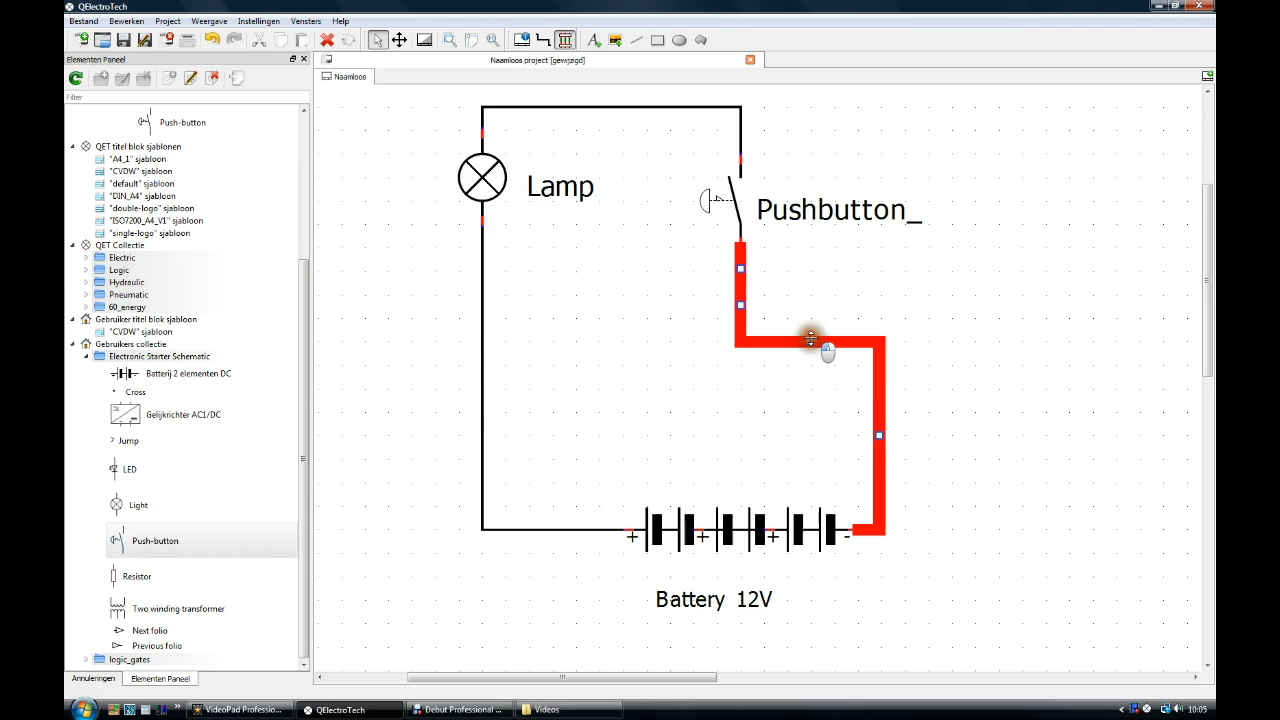 QElectroTech
Bestand Bewerken Project Weergave Instellingen Vensters Help
Elementen Paneel
Naamloos project [gewijzigd]
Naamloos
Filter
Push-button
QET titel blok sjablonen
"A4_1" sjabloon
"CVDW" sjabloon
"default" sjabloon
"DIN_A4" sjabloon
"double-logo" sjabloon
"ISO7200_A4_V1" sjabloon
"single-logo" sjabloon
QET Collectie
Electric
Logic
Hydraulic
Pneumatic
60_energy
Gebruiker titel blok sjablonen
"CVDW" sjabloon
Gebruikers collectie
Electronic Starter Schematic
Batterij 2 elementen DC
Cross
Gelijkrichter AC1/DC
Jump
LED
Light
Push-button
Resistor
Two winding transformer
Next folio
Previous folio
logic_gates
Annuleringen Elementen Paneel
Lamp
Pushbutton_
+ + + -
Battery 12V
VideoPad Professio... QElectroTech Debut Professional ... Videos 10:05